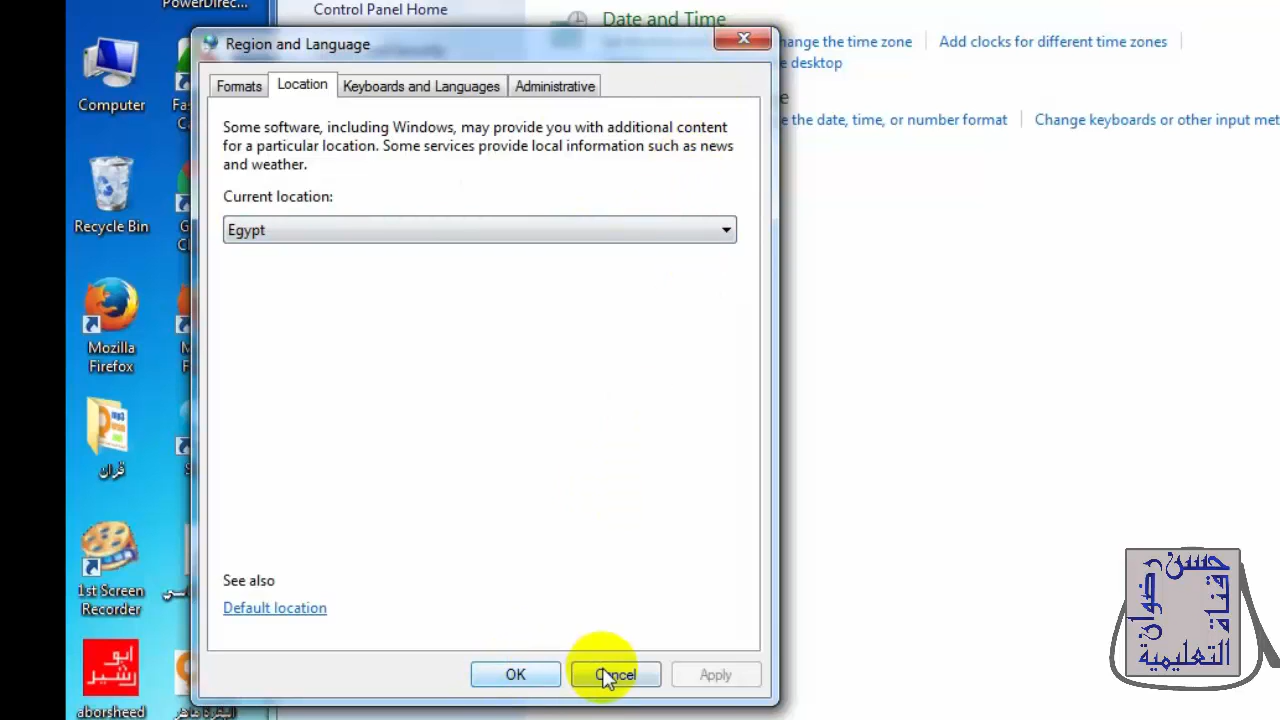 PowerDirec...
Control Panel Home
Date and Time
Change the time zone
Add clocks for different time zones
Region and Language
Formats
Location
Keyboards and Languages
Administrative
the date, time, or number format
Change keyboards or other input met
Some software, including Windows, may provide you with additional content
for a particular location. Some services provide local information such as news
and weather.
Current location:
Egypt
See also
Default location
OK
Cancel
Apply
Computer
Recycle Bin
Mozilla
Firefox
قران
1st Screen
Recorder
ابو
رشيد
aborsheed
حسن
رضوان
قناة
التعليمية